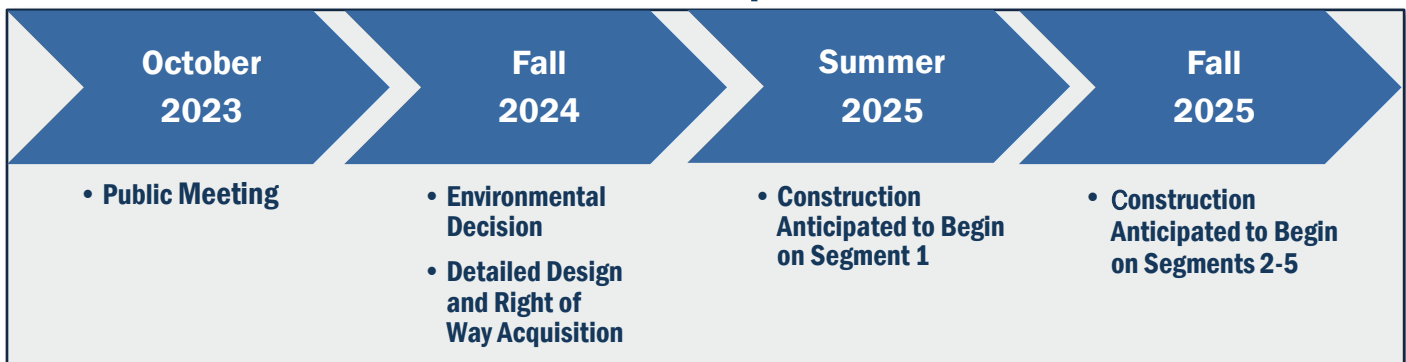 October
2023
Fall
2024
Summer
2025
Fall
2025
• Public Meeting
• Environmental
Decision
• Detailed Design
and Right of
Way Acquisition
• Construction
Anticipated to Begin
on Segment 1
• Construction
Anticipated to Begin
on Segments 2-5